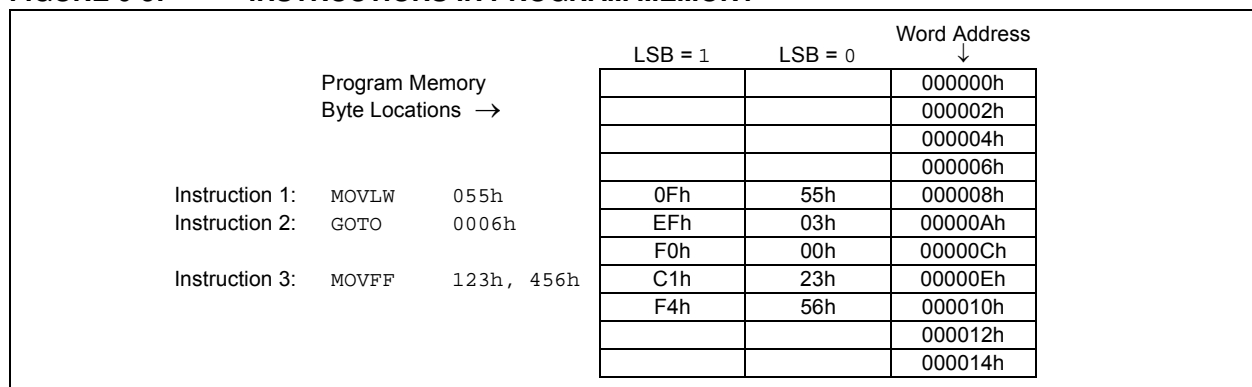 FIGURE INSTRUCTIONS IN PROGRAM MEMORY
Word Address
LSB = 1 LSB = 0 ↓
Program Memory 000000h
Byte Locations → 000002h
000004h
000006h
Instruction 1: MOVLW 055h 0Fh 55h 000008h
Instruction 2: GOTO 0006h EFh 03h 00000Ah
F0h 00h 00000Ch
Instruction 3: MOVFF 123h, 456h C1h 23h 00000Eh
F4h 56h 000010h
000012h
000014h